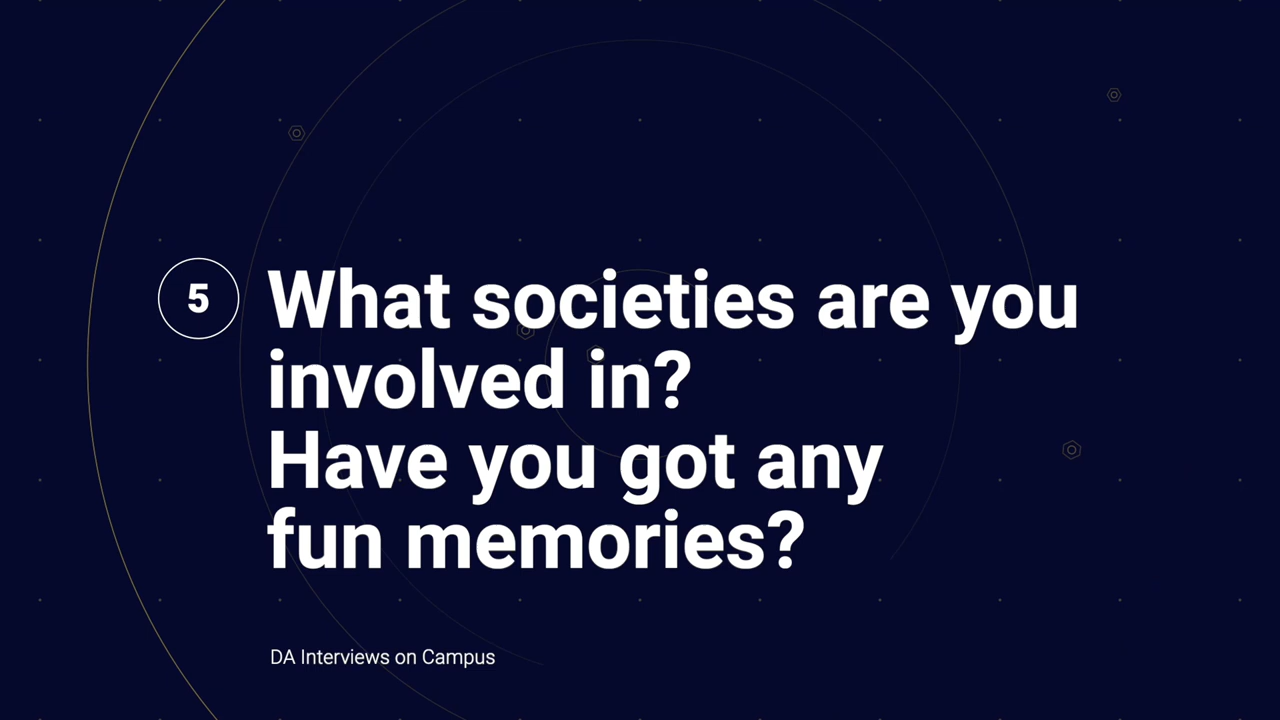 5
What societies are you
involved in?
Have you got any
fun memories?
DA Interviews on Campus